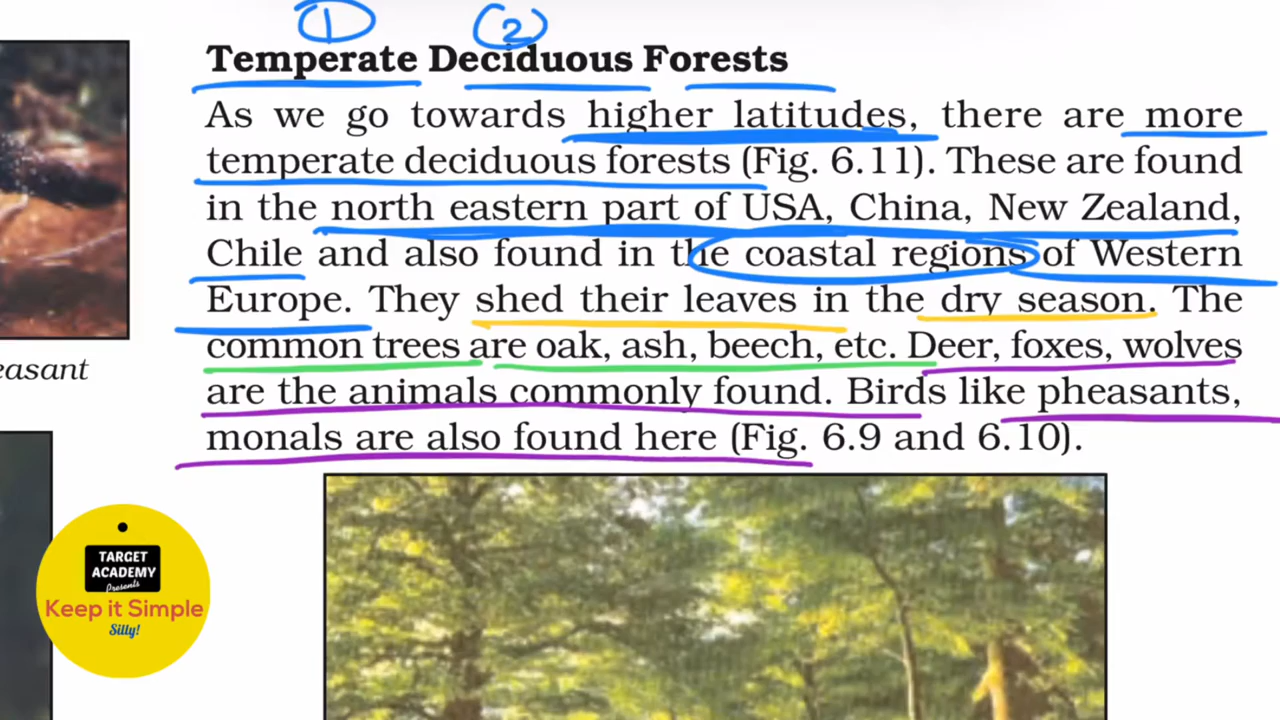 1 2
Temperate Deciduous Forests
As we go towards higher latitudes, there are more
temperate deciduous forests (Fig. 6.11). These are found
in the north eastern part of USA, China, New Zealand,
Chile and also found in the coastal regions of Western
Europe. They shed their leaves in the dry season. The
common trees are oak, ash, beech, etc. Deer, foxes, wolves
are the animals commonly found. Birds like pheasants,
monals are also found here (Fig. 6.9 and 6.10).
easant
TARGET
ACADEMY
Presents
Keep it Simple
Silly!